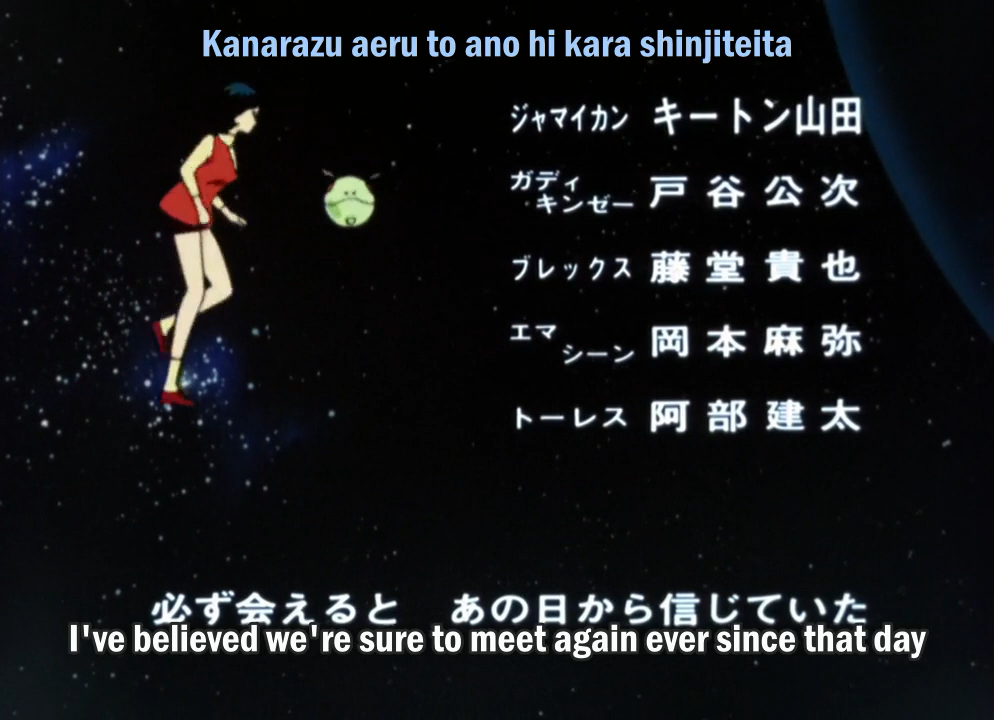 Kanarazu aeru to ano hi kara shinjiteita
ジャマイカン キートン山田
ガディ キンゼー 戸谷公次
ブレックス 藤堂貴也
エマ シーン 岡本麻弥
トーレス 阿部建太
必ず会えると あの日から信じていた
I've believed we're sure to meet again ever since that day